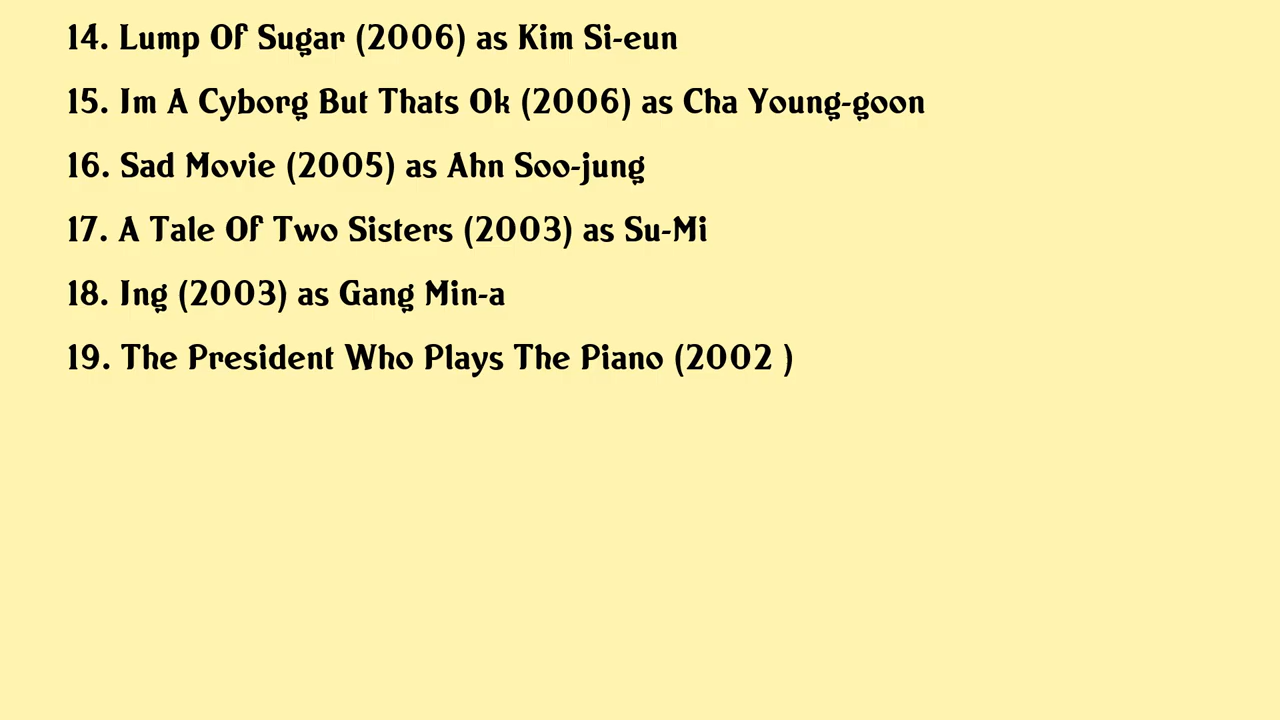 14. Lump Of Sugar (2006) as Kim Si-eun
15. Im A Cyborg But Thats Ok (2006) as Cha Young-goon
16. Sad Movie (2005) as Ahn Soo-jung
17. A Tale Of Two Sisters (2003) as Su-Mi
18. Ing (2003) as Gang Min-a
19. The President Who Plays The Piano (2002 )